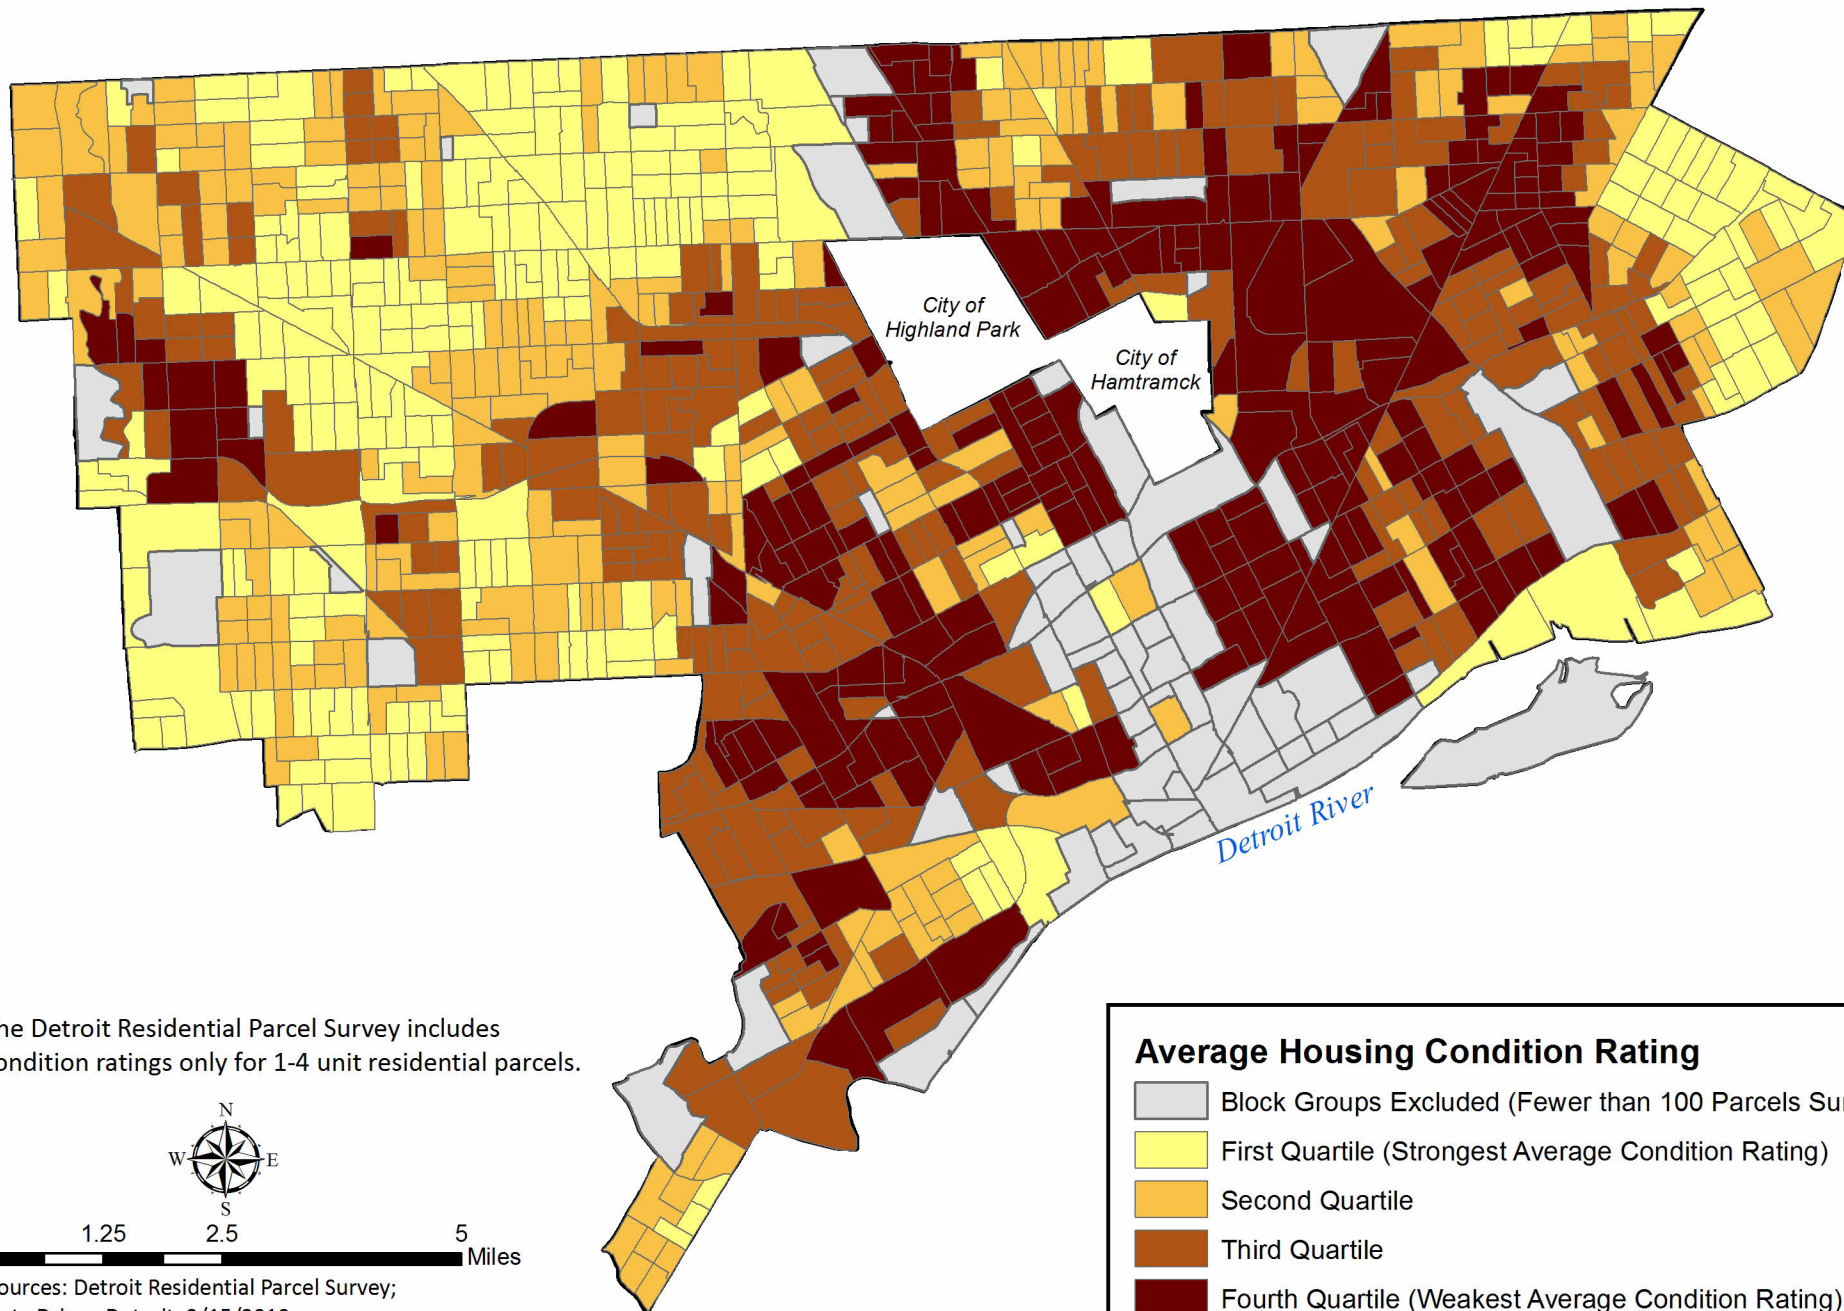 City of
Highland Park
City of
Hamtramck
Detroit River
he Detroit Residential Parcel Survey includes
ondition ratings only for 1-4 unit residential parcels.
N
W E
S
1.25 2.5 5
Miles
ources: Detroit Residential Parcel Survey;
Average Housing Condition Rating
Block Groups Excluded (Fewer than 100 Parcels Su
First Quartile (Strongest Average Condition Rating)
Second Quartile
Third Quartile
Fourth Quartile (Weakest Average Condition Rating)